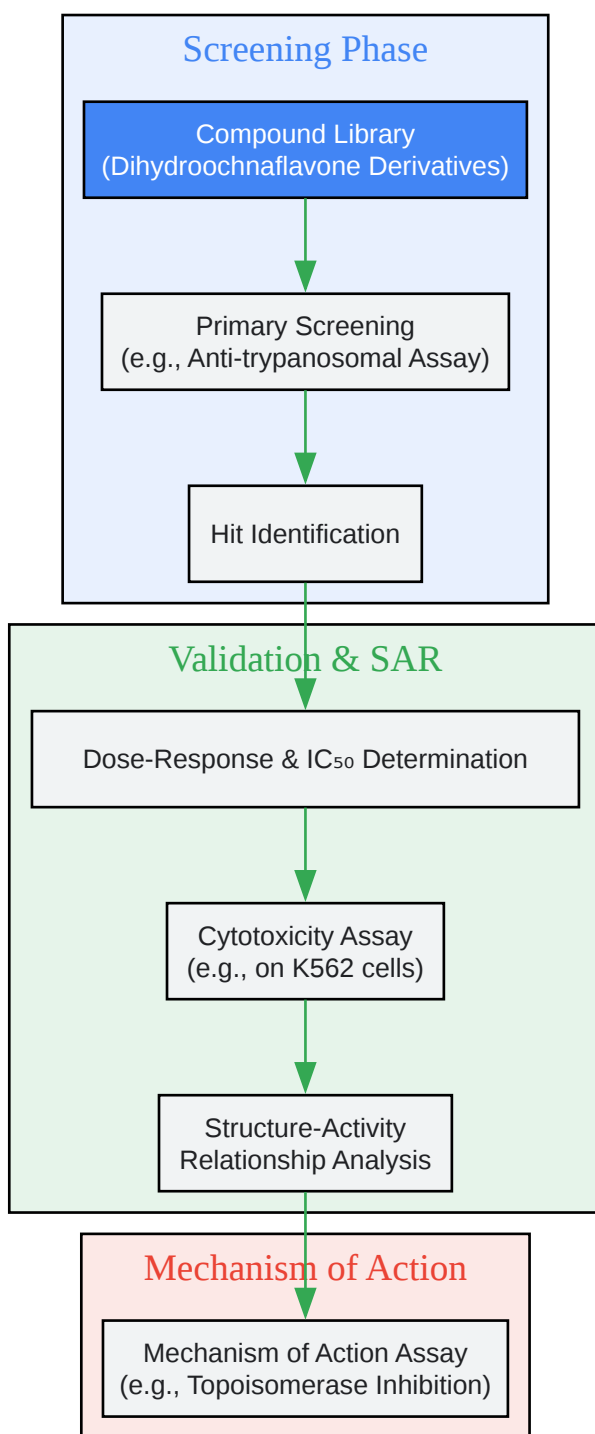 Screening Phase
Compound Library
(Dihydroochnaflavone Derivatives)
Primary Screening
(e.g., Anti-trypanosomal Assay)
Hit Identification
Validation & SAR
Dose-Response & IC₅₀ Determination
Cytotoxicity Assay
(e.g., on K562 cells)
Structure-Activity
Relationship Analysis
Mechanism of Action
Mechanism of Action Assay
(e.g., Topoisomerase Inhibition)